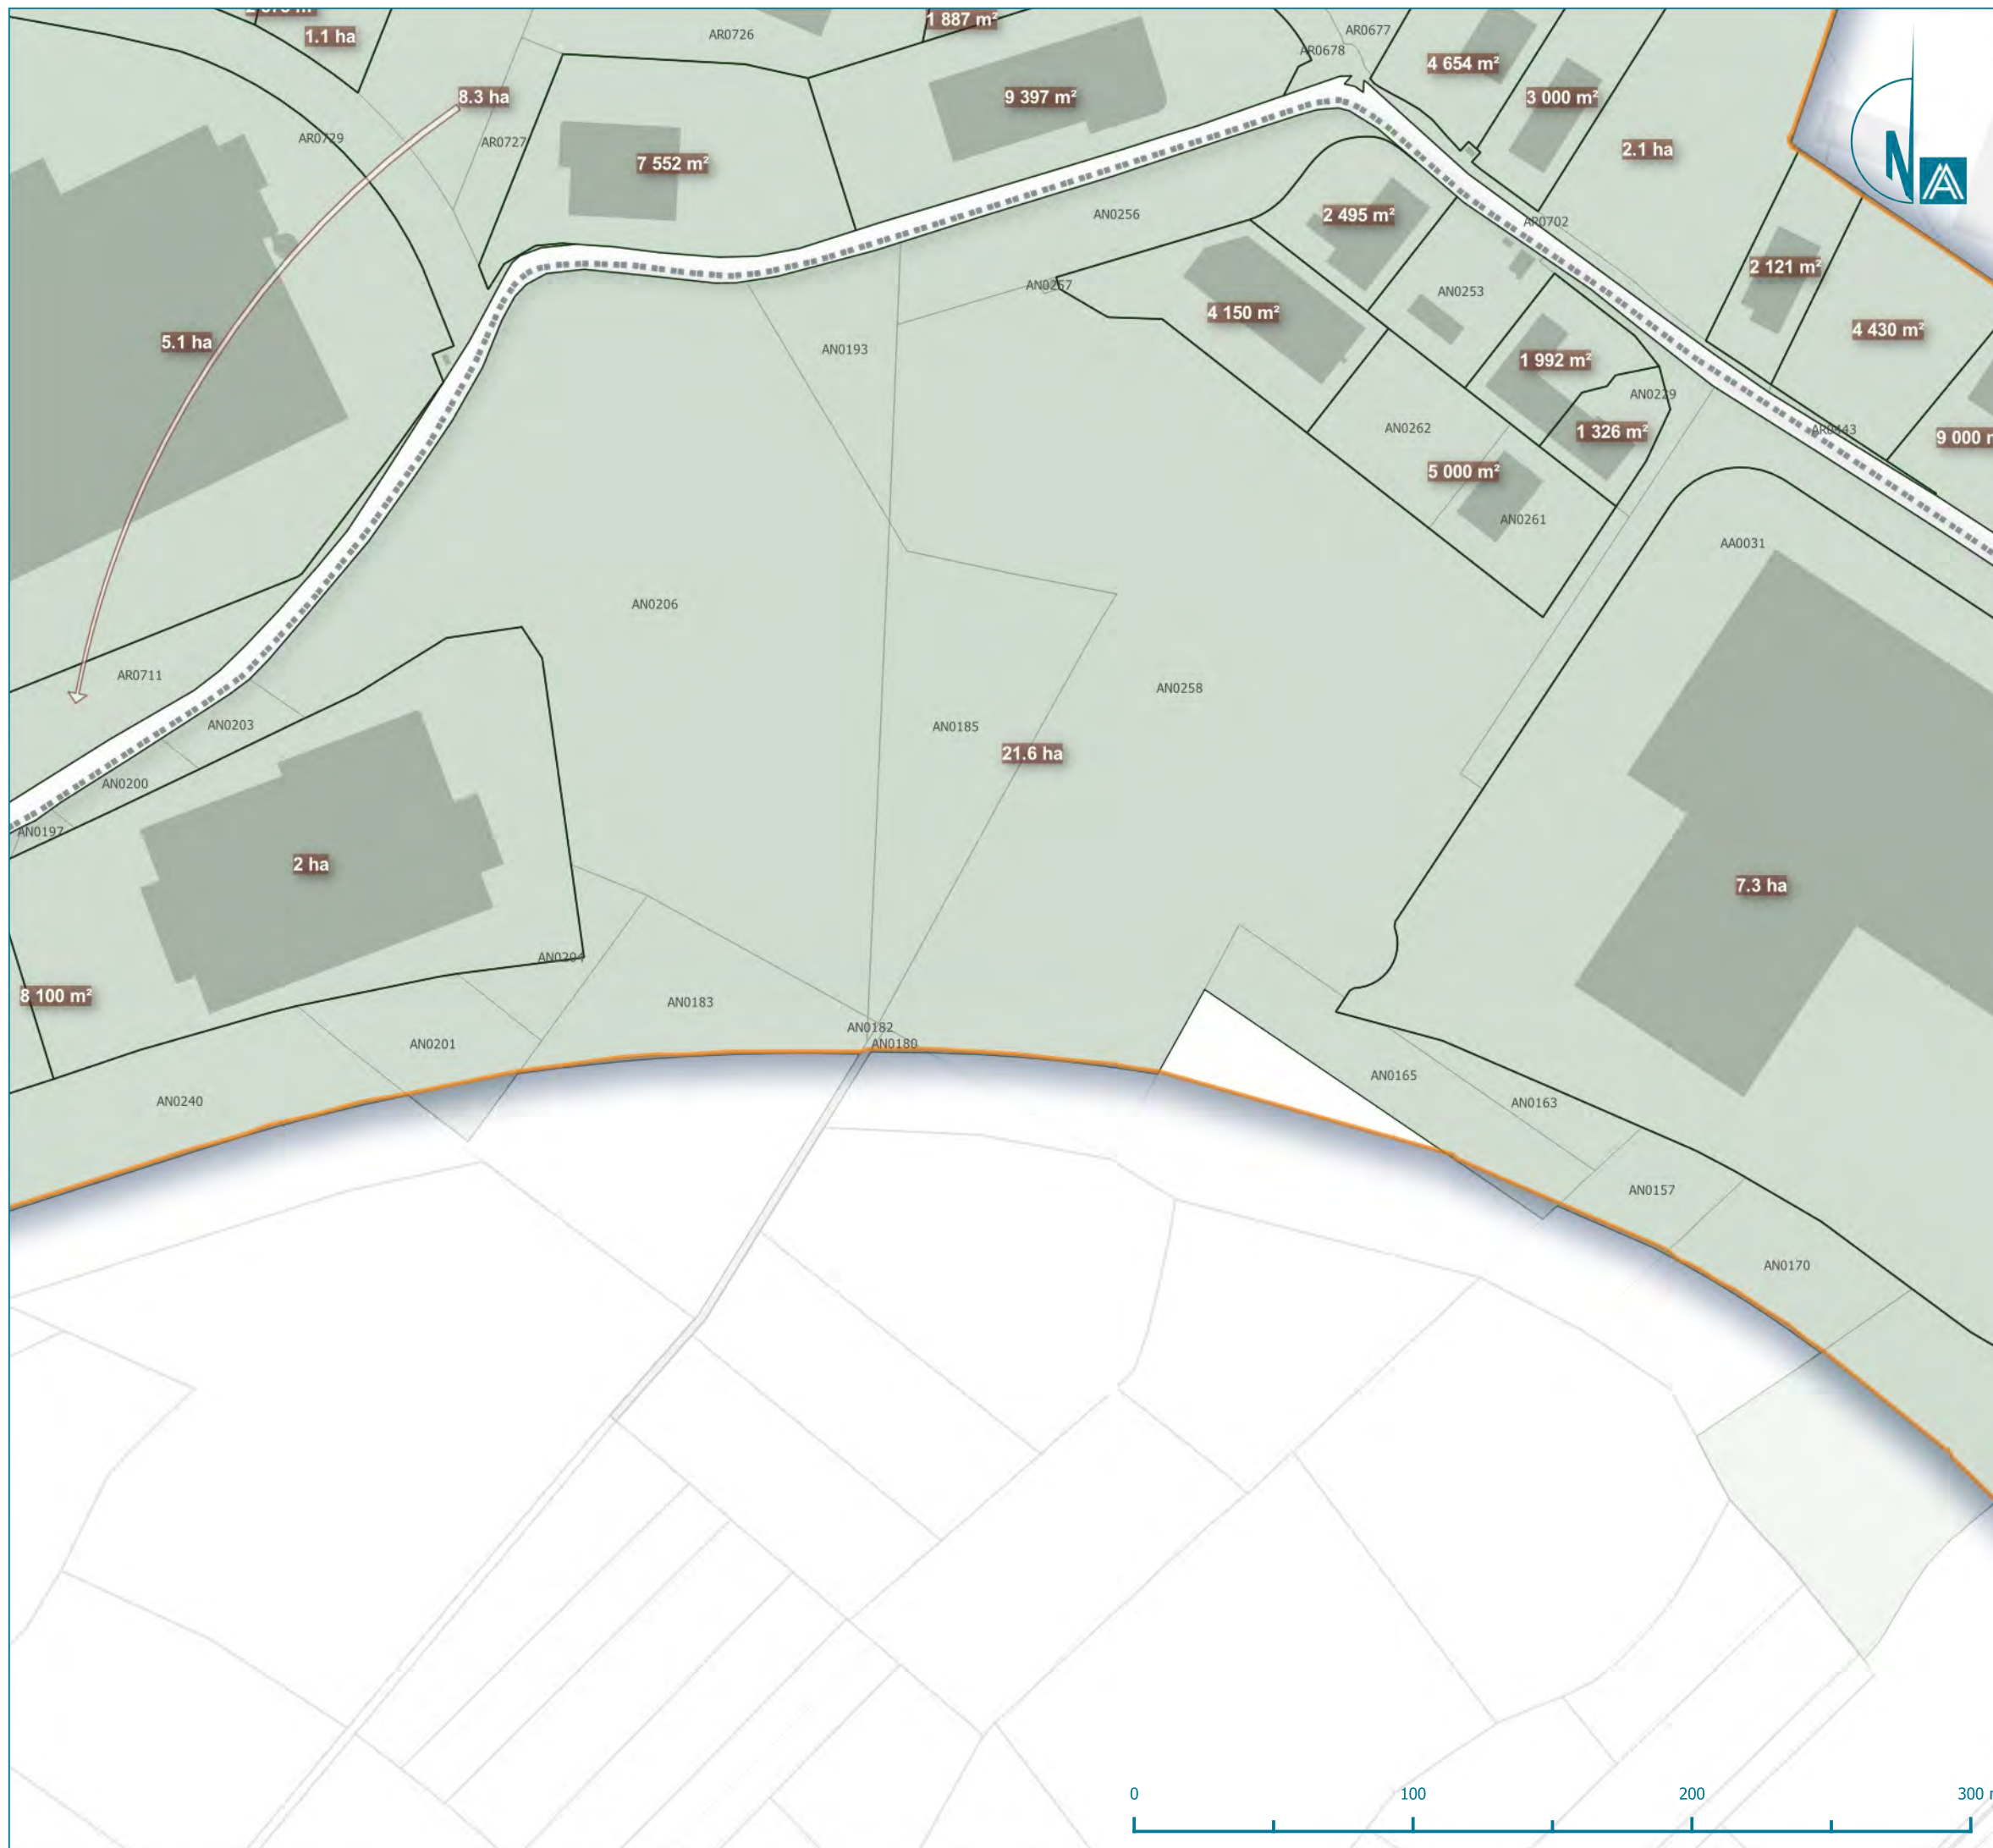 1.1 ha
AR0726
1 887 m²
AR0677
AR0678
4 654 m²
8.3 ha
9 397 m²
3 000 m²
AR0729
AR0727
7 552 m²
2.1 ha
N
2 495 m²
AN0256
AR0702
2 121 m²
AN0257
AN0253
4 150 m²
4 430 m²
5.1 ha
AN0193
1 992 m²
AN0229
AN0262
1 326 m²
AR0443
9 000 m
5 000 m²
AN0261
AA0031
AN0206
AR0711
AN0258
AN0203
AN0185
21.6 ha
AN0200
AN0197
2 ha
7.3 ha
AN0204
8 100 m²
AN0183
AN0182
AN0201
AN0180
AN0165
AN0240
AN0163
AN0157
AN0170
0 100 200 300 m